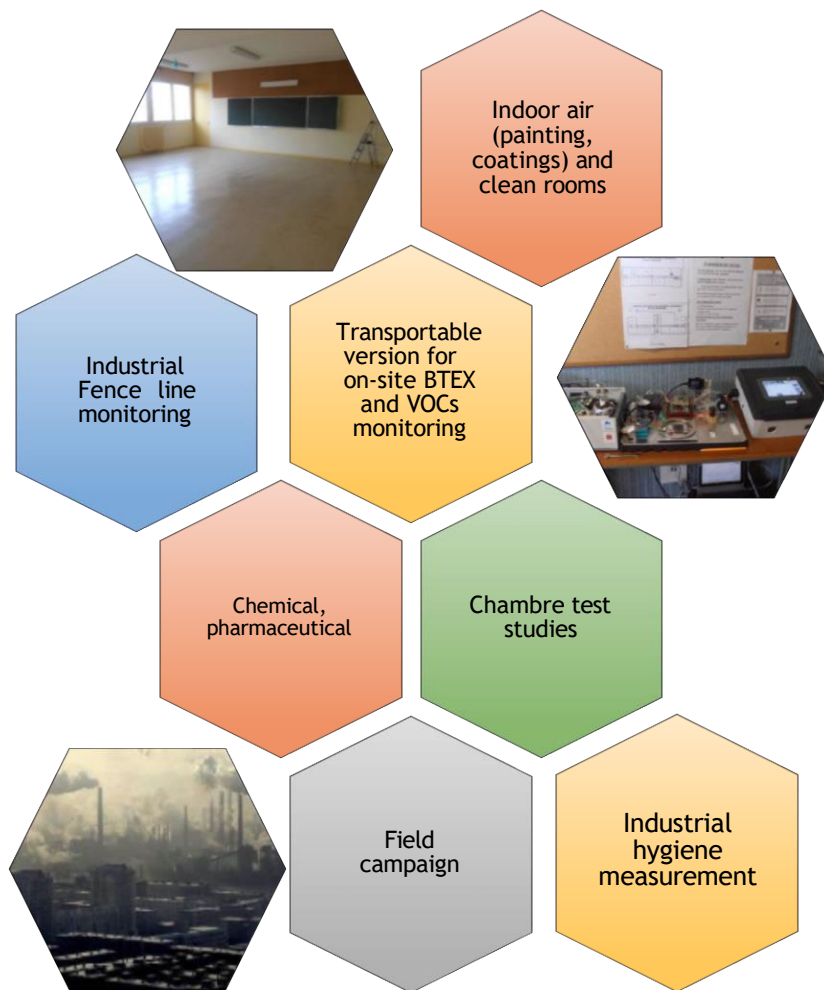 Indoor air
(painting,
coatings) and
clean rooms
Industrial
Fence line
monitoring
Transportable
version for
on-site BTEX
and VOCs
monitoring
Chemical,
pharmaceutical
Chambre test
studies
Field
campaign
Industrial
hygiene
measurement